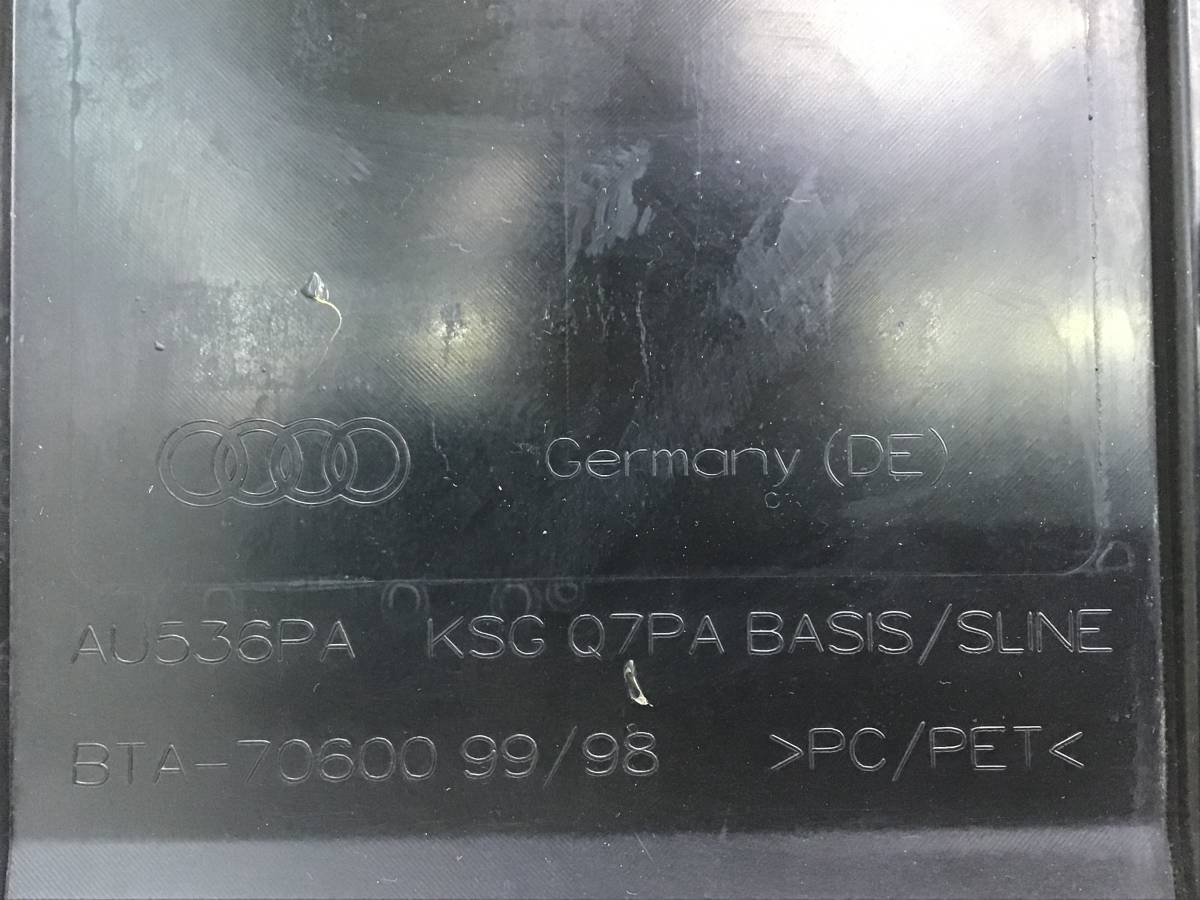 Germany (DE)
AU536PA KSG Q7PA BASIS/SLINE
BTA-70600 99/98 >PC/PET<